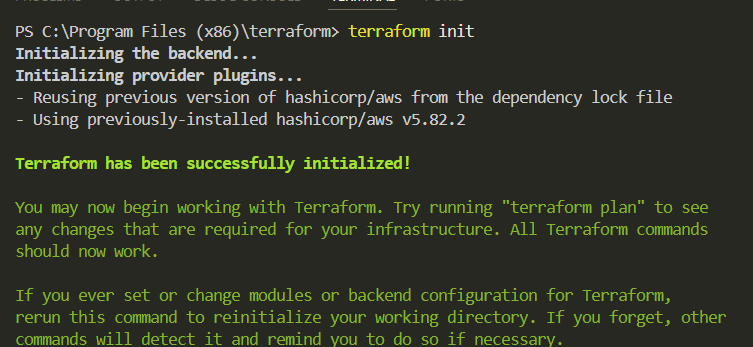 PS C:\Program Files (x86)\terraform> terraform init
Initializing the backend...
Initializing provider plugins...
- Reusing previous version of hashicorp/aws from the dependency lock file
- Using previously-installed hashicorp/aws v5.82.2
Terraform has been successfully initialized!
You may now begin working with Terraform. Try running "terraform plan" to see
any changes that are required for your infrastructure. All Terraform commands
should now work.
If you ever set or change modules or backend configuration for Terraform,
rerun this command to reinitialize your working directory. If you forget, other
commands will detect it and remind you to do so if necessary.